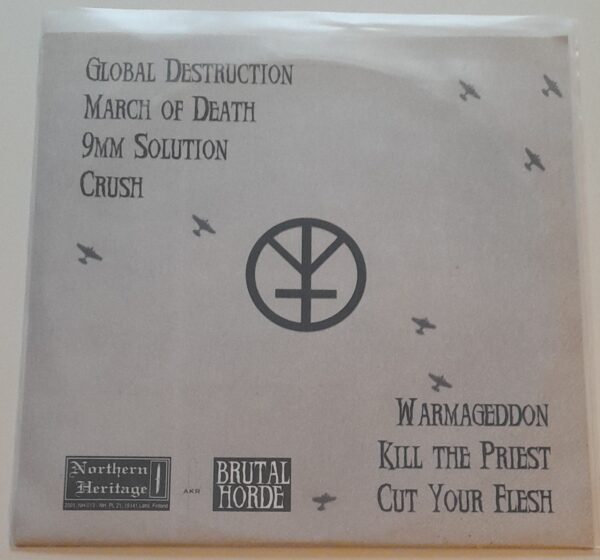 Global Destruction
March of Death
9mm Solution
Crush
Warmageddon
Kill the Priest
Cut Your Flesh
Northern
Heritage
AKR
BRUTAL
HORDE